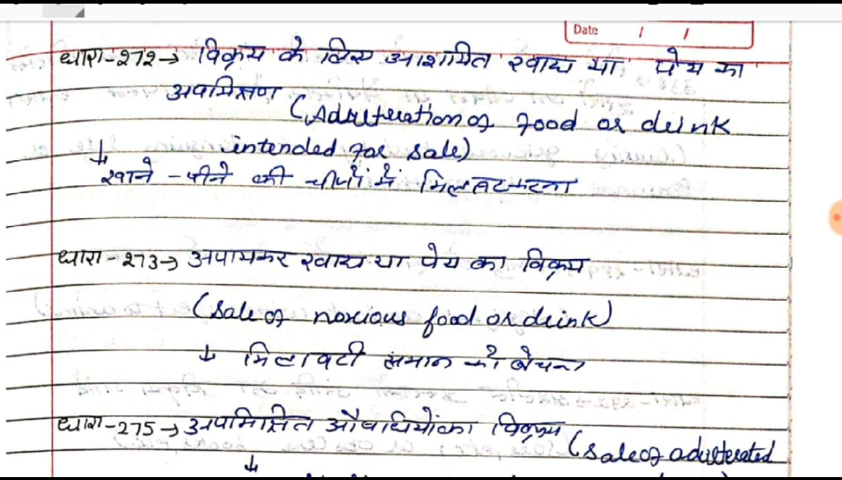 Date / /
धारा-272→ विक्रय के लिए आशयित खाद्य या पेय का
अपमिश्रण (Adulteration of food or drink
intended for sale)
↓ खाने-पीने की चीजों में मिलावट करना
धारा-273→ अपायकर खाद्य या पेय का विक्रय
(Sale of noxious food or drink)
↓ मिलावटी समान को बेचना
धारा-275→ अपमिश्रित औषधियों का विक्रय (Sale of adulterated
↓